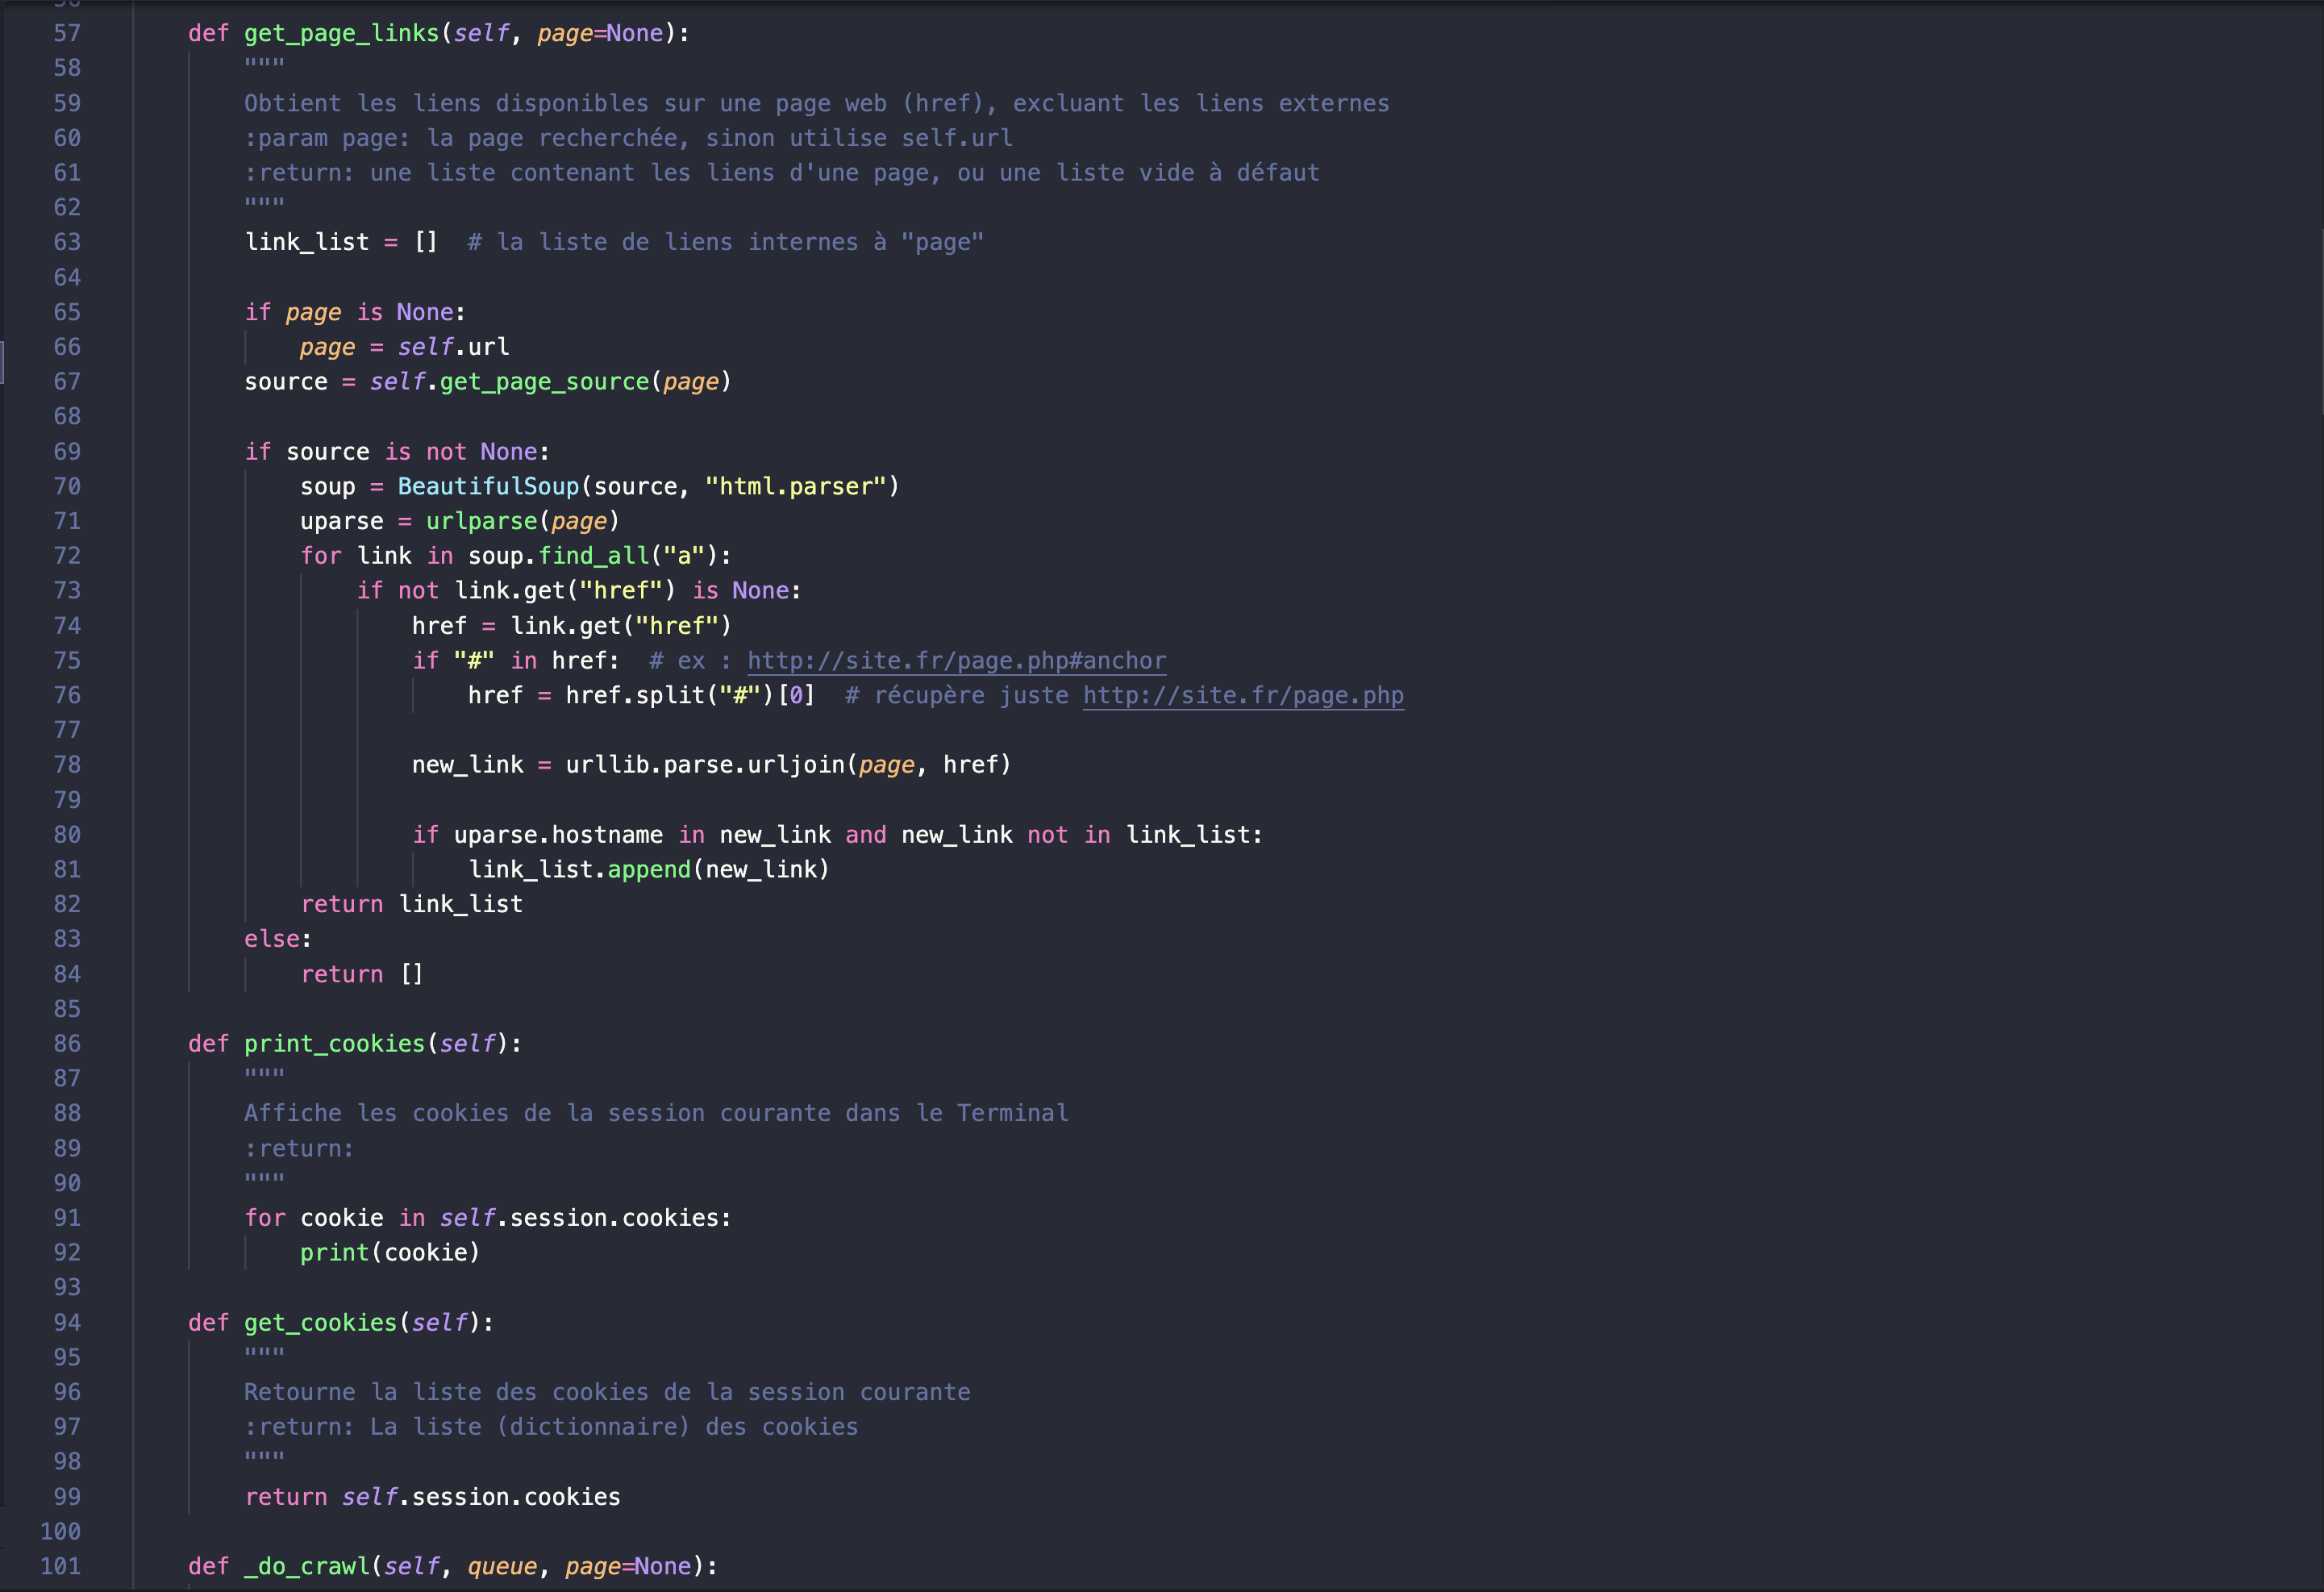 57 def get_page_links(self, page=None):
58 """
59 Obtient les liens disponibles sur une page web (href), excluant les liens externes
60 :param page: la page recherchée, sinon utilise self.url
61 :return: une liste contenant les liens d'une page, ou une liste vide à défaut
62 """
63 link_list = []  # la liste de liens internes à "page"
64
65 if page is None:
66 page = self.url
67 source = self.get_page_source(page)
68
69 if source is not None:
70 soup = BeautifulSoup(source, "html.parser")
71 uparse = urlparse(page)
72 for link in soup.find_all("a"):
73 if not link.get("href") is None:
74 href = link.get("href")
75 if "#" in href:  # ex : http://site.fr/page.php#anchor
76 href = href.split("#")[0]  # récupère juste http://site.fr/page.php
77
78 new_link = urllib.parse.urljoin(page, href)
79
80 if uparse.hostname in new_link and new_link not in link_list:
81 link_list.append(new_link)
82 return link_list
83 else:
84 return []
85
86 def print_cookies(self):
87 """
88 Affiche les cookies de la session courante dans le Terminal
89 :return:
90 """
91 for cookie in self.session.cookies:
92 print(cookie)
93
94 def get_cookies(self):
95 """
96 Retourne la liste des cookies de la session courante
97 :return: La liste (dictionnaire) des cookies
98 """
99 return self.session.cookies
100
101 def _do_crawl(self, queue, page=None):